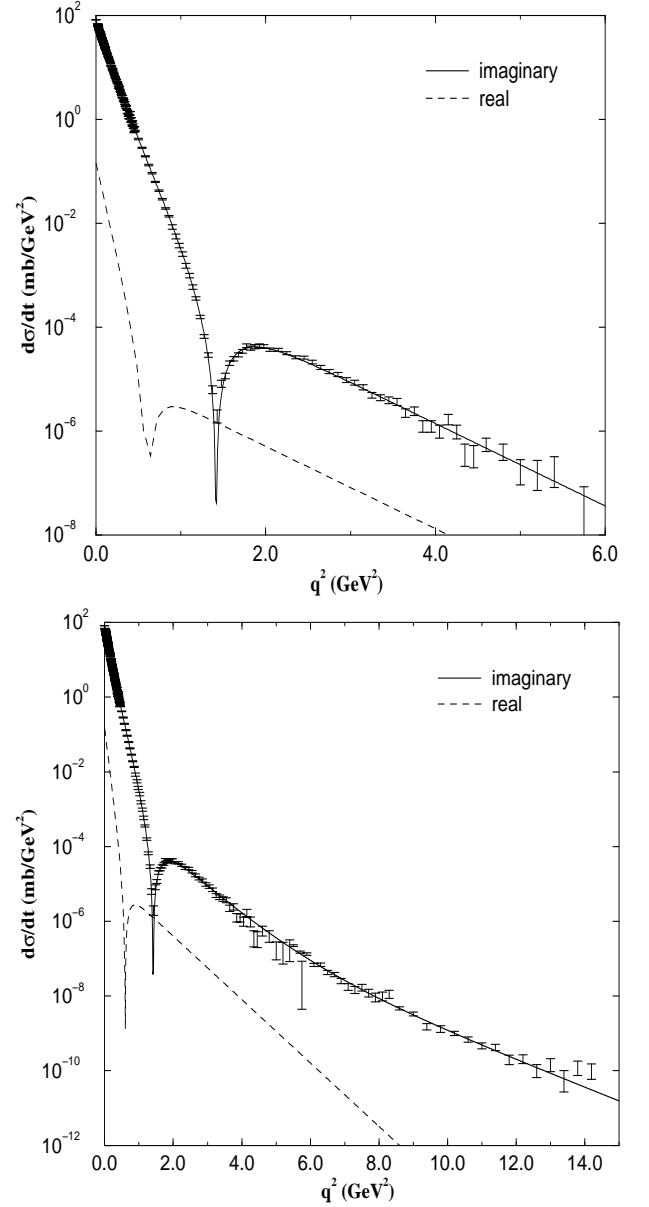 10^2
imaginary
real
10^0
10^−2
dσ/dt (mb/GeV^2)
10^−4
10^−6
10^−8
0.0 2.0 4.0 6.0
q^2 (GeV^2)
10^2
imaginary
real
10^0
10^−2
dσ/dt (mb/GeV^2)
10^−4
10^−6
10^−8
10^−10
10^−12
0.0 2.0 4.0 6.0 8.0 10.0 12.0 14.0
q^2 (GeV^2)